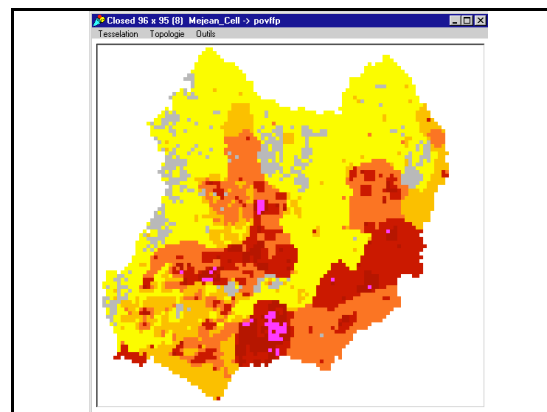 Closed 96 x 95 (8) Mejean_Cell -> povffp
Tesselation Topologie Outils